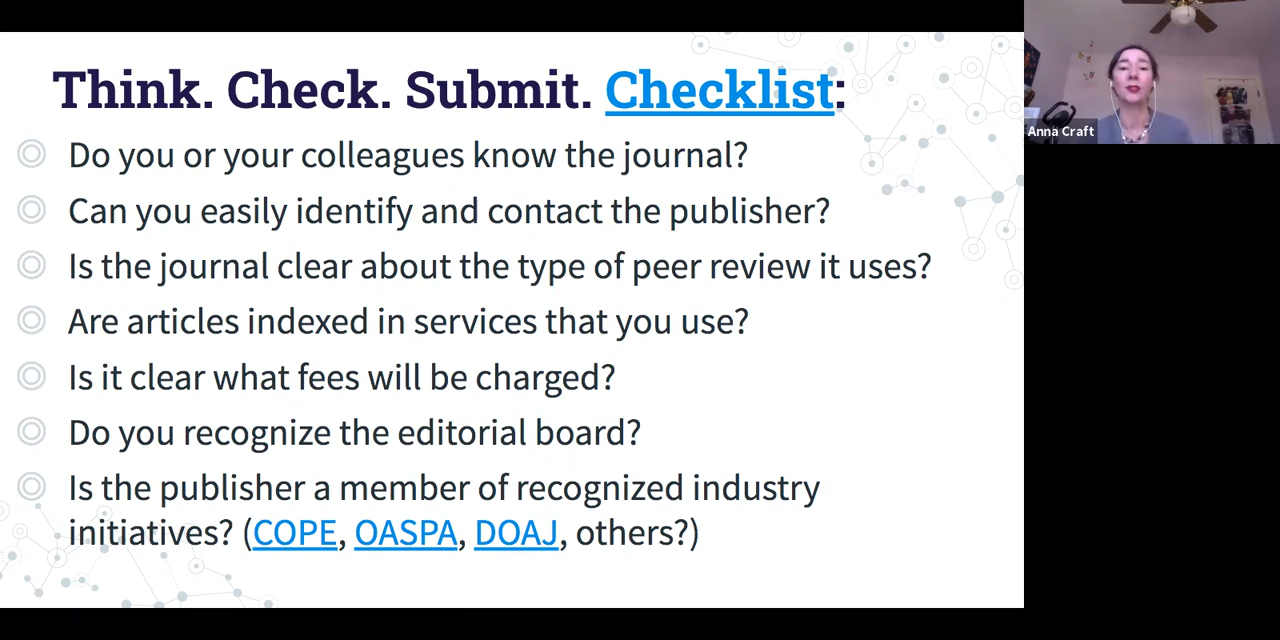 Think. Check. Submit. Checklist:
Do you or your colleagues know the journal?
Can you easily identify and contact the publisher?
Is the journal clear about the type of peer review it uses?
Are articles indexed in services that you use?
Is it clear what fees will be charged?
Do you recognize the editorial board?
Is the publisher a member of recognized industry
initiatives? (COPE, OASPA, DOAJ, others?)
Anna Craft